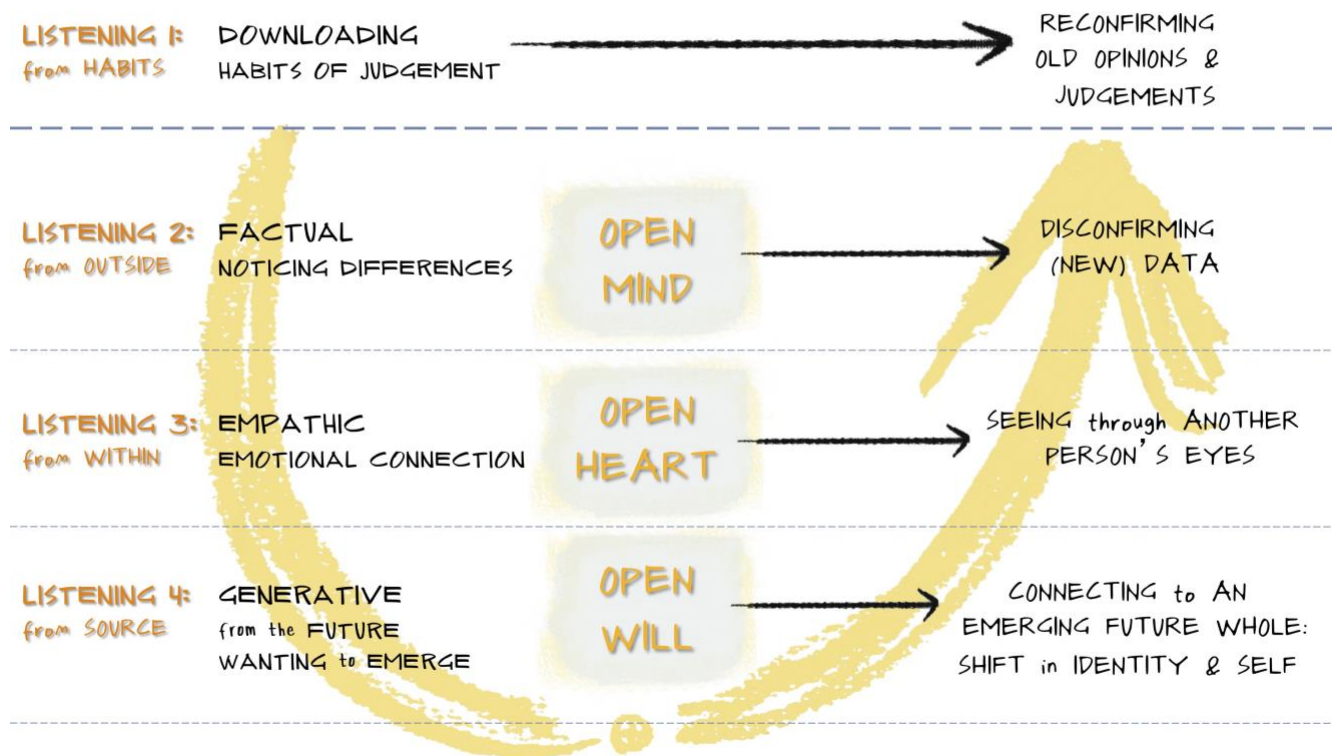 LISTENING 1:
from HABITS
DOWNLOADING
HABITS OF JUDGEMENT
RECONFIRMING
OLD OPINIONS &
JUDGEMENTS
LISTENING 2:
from OUTSIDE
FACTUAL
NOTICING DIFFERENCES
OPEN
MIND
DISCONFIRMING
(NEW) DATA
LISTENING 3:
from WITHIN
EMPATHIC
EMOTIONAL CONNECTION
OPEN
HEART
SEEING through ANOTHER
PERSON'S EYES
LISTENING 4:
from SOURCE
GENERATIVE
from the FUTURE
WANTING to EMERGE
OPEN
WILL
CONNECTING to AN
EMERGING FUTURE WHOLE:
SHIFT in IDENTITY & SELF